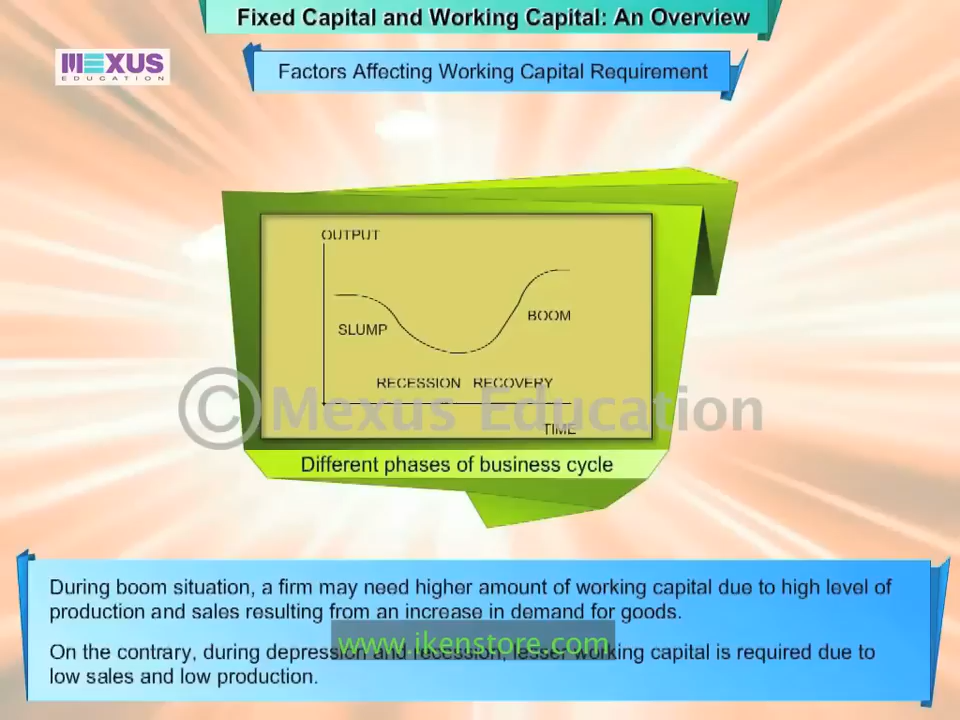 Fixed Capital and Working Capital: An Overview
MEXUS
EDUCATION
Factors Affecting Working Capital Requirement
OUTPUT
SLUMP
BOOM
RECESSION RECOVERY
© Mexus Education
TIME
Different phases of business cycle
During boom situation, a firm may need higher amount of working capital due to high level of
production and sales resulting from an increase in demand for goods.
www.ikenstore.com
On the contrary, during depression and recession, lesser working capital is required due to
low sales and low production.